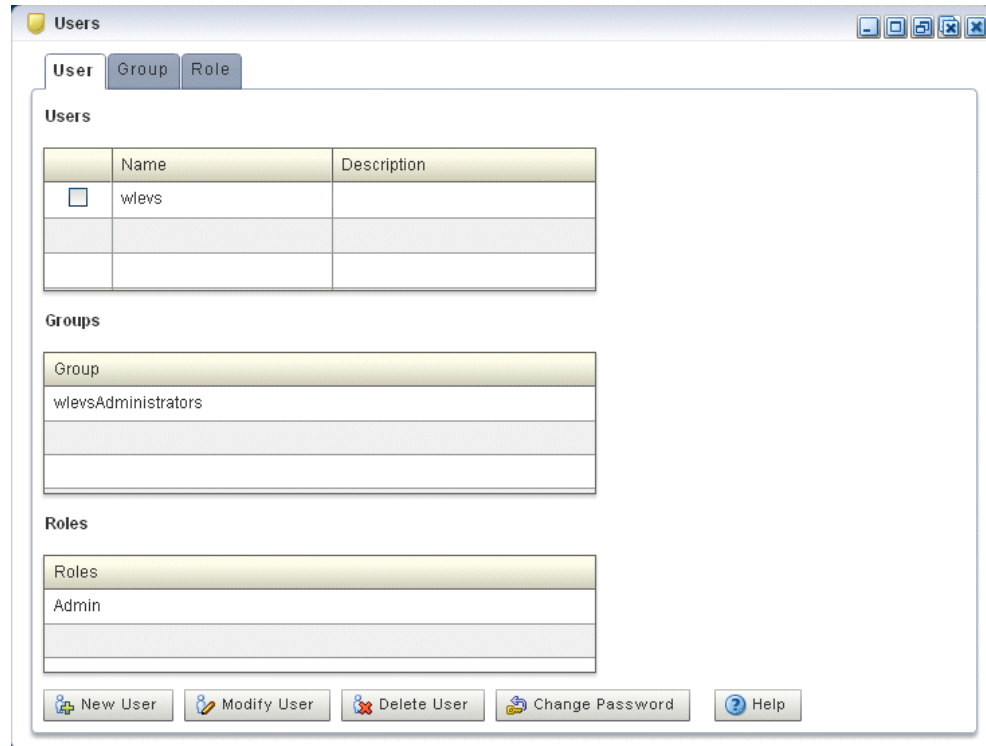 Users
User Group Role
Users
Name Description
wlevs
Groups
Group
wlevsAdministrators
Roles
Roles
Admin
New User Modify User Delete User Change Password ? Help